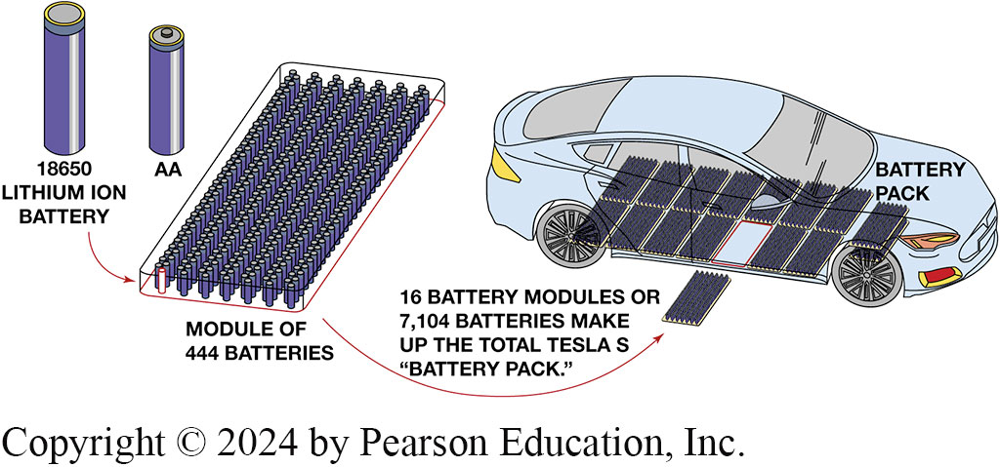 18650
LITHIUM ION
BATTERY
AA
MODULE OF
444 BATTERIES
16 BATTERY MODULES OR
7,104 BATTERIES MAKE
UP THE TOTAL TESLA S
“BATTERY PACK.”
BATTERY
PACK
Copyright © 2024 by Pearson Education, Inc.